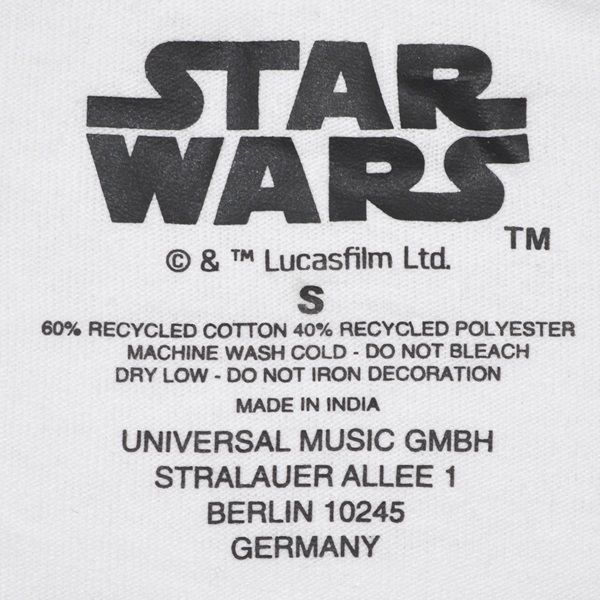 STAR
WARS
TM
© & ™ Lucasfilm Ltd.
S
60% RECYCLED COTTON 40% RECYCLED POLYESTER
MACHINE WASH COLD - DO NOT BLEACH
DRY LOW - DO NOT IRON DECORATION
MADE IN INDIA
UNIVERSAL MUSIC GMBH
STRALAUER ALLEE 1
BERLIN 10245
GERMANY